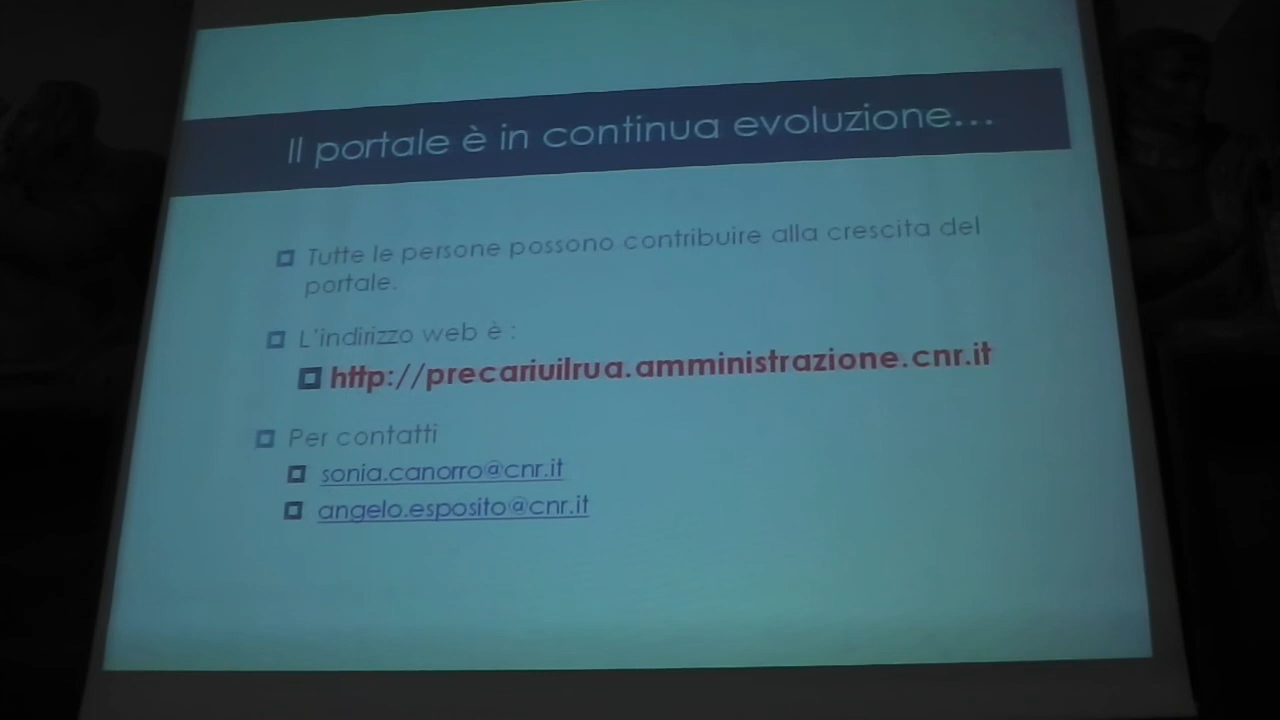 Il portale è in continua evoluzione...
Tutte le persone possono contribuire alla crescita del
portale.
L'indirizzo web è :
http://precariuilrua.amministrazione.cnr.it
Per contatti
sonia.canorro@cnr.it
angelo.esposito@cnr.it